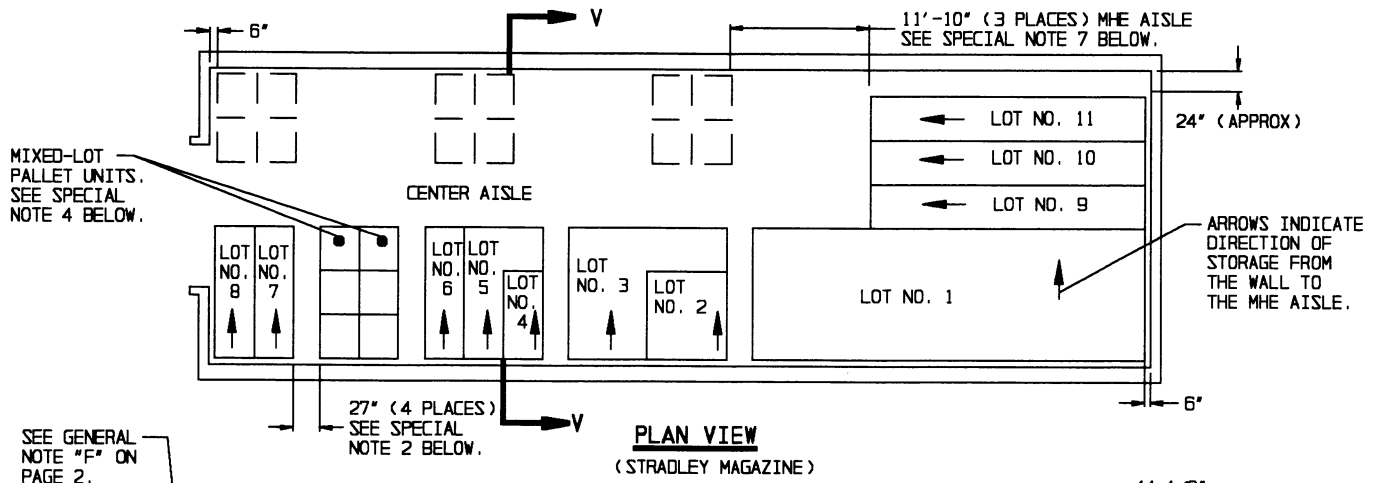 6"
V
11'-10" (3 PLACES) MHE AISLE
SEE SPECIAL NOTE 7 BELOW.
LOT NO. 11
24" (APPROX)
MIXED-LOT
PALLET UNITS.
SEE SPECIAL
NOTE 4 BELOW.
LOT NO. 10
CENTER AISLE
LOT NO. 9
ARROWS INDICATE
DIRECTION OF
STORAGE FROM
THE WALL TO
THE MHE AISLE.
LOT
NO.
8
LOT
NO.
7
LOT
NO.
6
LOT
NO.
5
LOT
NO.
4
LOT
NO. 3
LOT
NO. 2
LOT NO. 1
27" (4 PLACES)
SEE SPECIAL
NOTE 2 BELOW.
V
6"
PLAN VIEW
(STRADLEY MAGAZINE)
SEE GENERAL
NOTE "F" ON
PAGE 2.